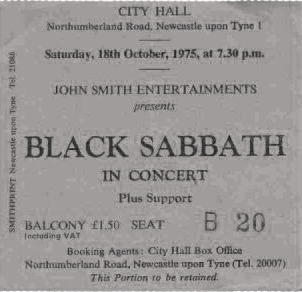 CITY HALL
Northumberland Road, Newcastle upon Tyne 1
Saturday, 18th October, 1975, at 7.30 p.m.
JOHN SMITH ENTERTAINMENTS
presents
BLACK SABBATH
IN CONCERT
Plus Support
BALCONY £1.50 SEAT B 20
Including VAT
Booking Agents: City Hall Box Office
Northumberland Road, Newcastle upon Tyne (Tel. 20007)
This Portion to be retained.
SMITHPRINT Newcastle upon Tyne Tel.